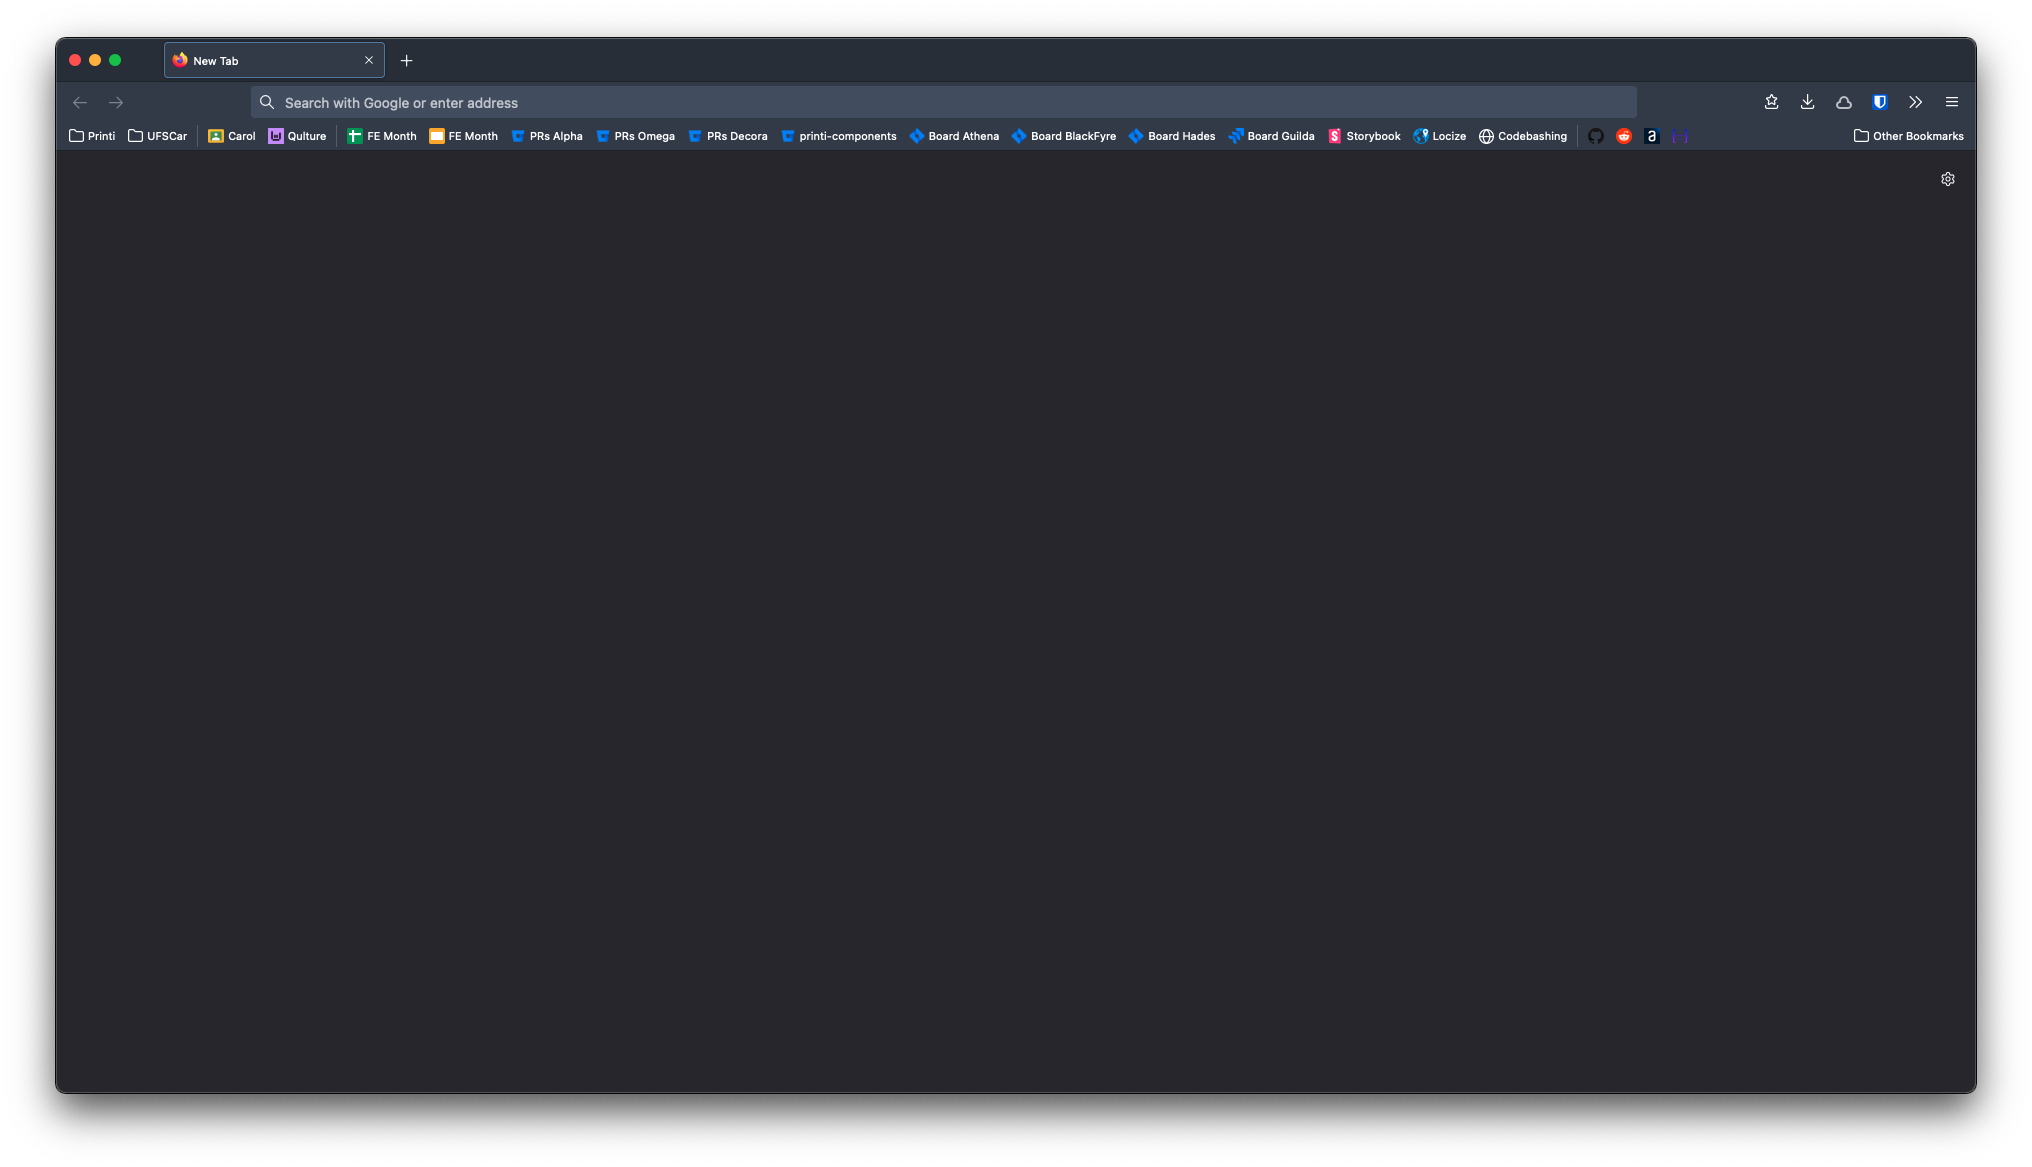 New Tab
Search with Google or enter address
Printi UFSCar Carol Qulture FE Month FE Month PRs Alpha PRs Omega PRs Decora printi-components Board Athena Board BlackFyre Board Hades Board Guilda Storybook Locize Codebashing Other Bookmarks